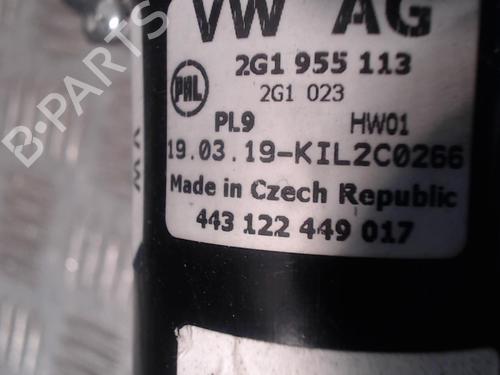 VW AG
2G1 955 113
PAL
2G1 023
PL9 HW01
19.03.19-KIL2C0266
Made in Czech Republic
443 122 449 017
B-PARTS